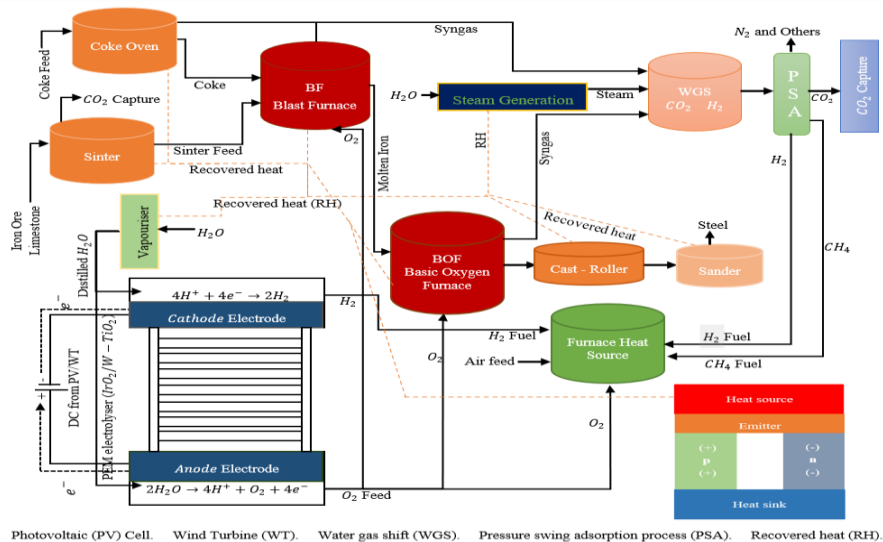 Coke Feed
Coke Oven
Syngas
Coke
BF
Blast Furnace
CO₂ Capture
Sinter
Sinter Feed
Iron Ore
Limestone
O₂
Molten Iron
H₂O
Steam Generation
Steam
WGS
CO₂ H₂
N₂ and Others
P
S
A
CO₂
CO₂ Capture
H₂
CH₄
Recovered heat
Recovered heat (RH)
RH
Syngas
Vapouriser
H₂O
Distilled H₂O
BOF
Basic Oxygen
Furnace
Recovered heat
Cast - Roller
Steel
Sander
4H⁺ + 4e⁻ → 2H₂
H₂
Cathode Electrode
e⁻
DC from PV/WT
PEM electrolyser (IrO₂/W − TiO₂)
-
+
Anode Electrode
2H₂O → 4H⁺ + O₂ + 4e⁻
e⁻
O₂ Feed
O₂
O₂
H₂ Fuel
Air feed
Furnace Heat
Source
H₂ Fuel
CH₄ Fuel
Heat source
Emitter
(+)
p
(+)
(-)
n
(-)
Heat sink
Photovoltaic (PV) Cell. Wind Turbine (WT). Water gas shift (WGS). Pressure swing adsorption process (PSA). Recovered heat (RH).